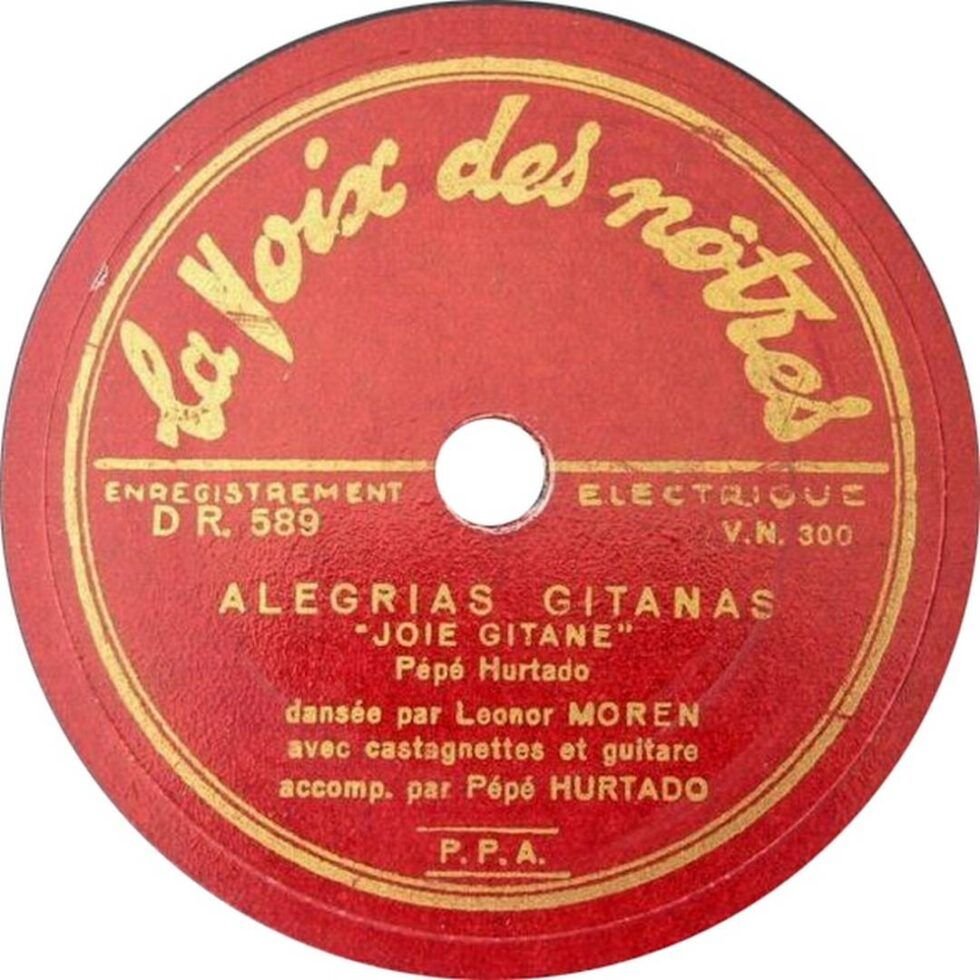 La Voix des nôtres
ENREGISTREMENT ELECTRIQUE
D R. 589 V.N. 300
ALEGRIAS GITANAS
"JOIE GITANE"
Pépé Hurtado
dansée par Leonor MOREN
avec castagnettes et guitare
accomp. par Pépé HURTADO
P. P. A.